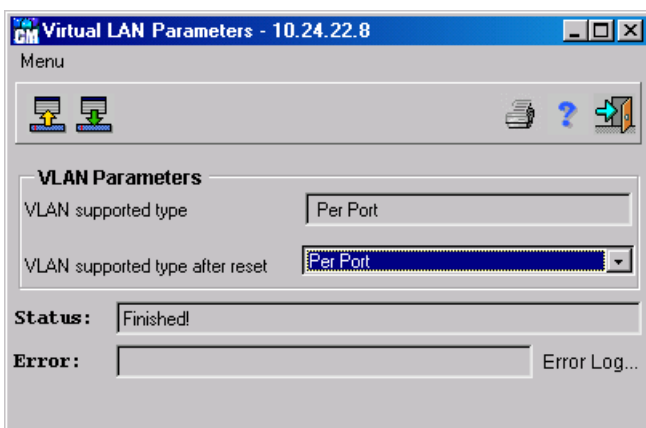 CM Virtual LAN Parameters - 10.24.22.8
Menu
?
VLAN Parameters
VLAN supported type Per Port
VLAN supported type after reset Per Port
Status: Finished!
Error: Error Log...